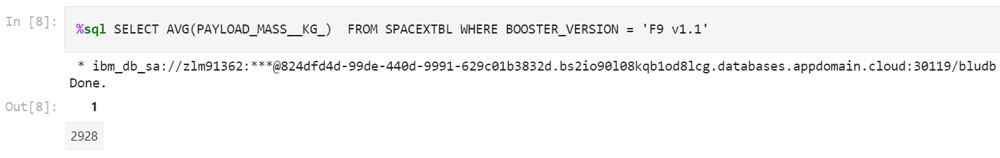 In [8]: %sql SELECT AVG(PAYLOAD_MASS__KG_)  FROM SPACEXTBL WHERE BOOSTER_VERSION = 'F9 v1.1'
* ibm_db_sa://zlm91362:***@824dfd4d-99de-440d-9991-629c01b3832d.bs2io90l08kqb1od8lcg.databases.appdomain.cloud:30119/bludb
Done.
Out[8]: 1
2928